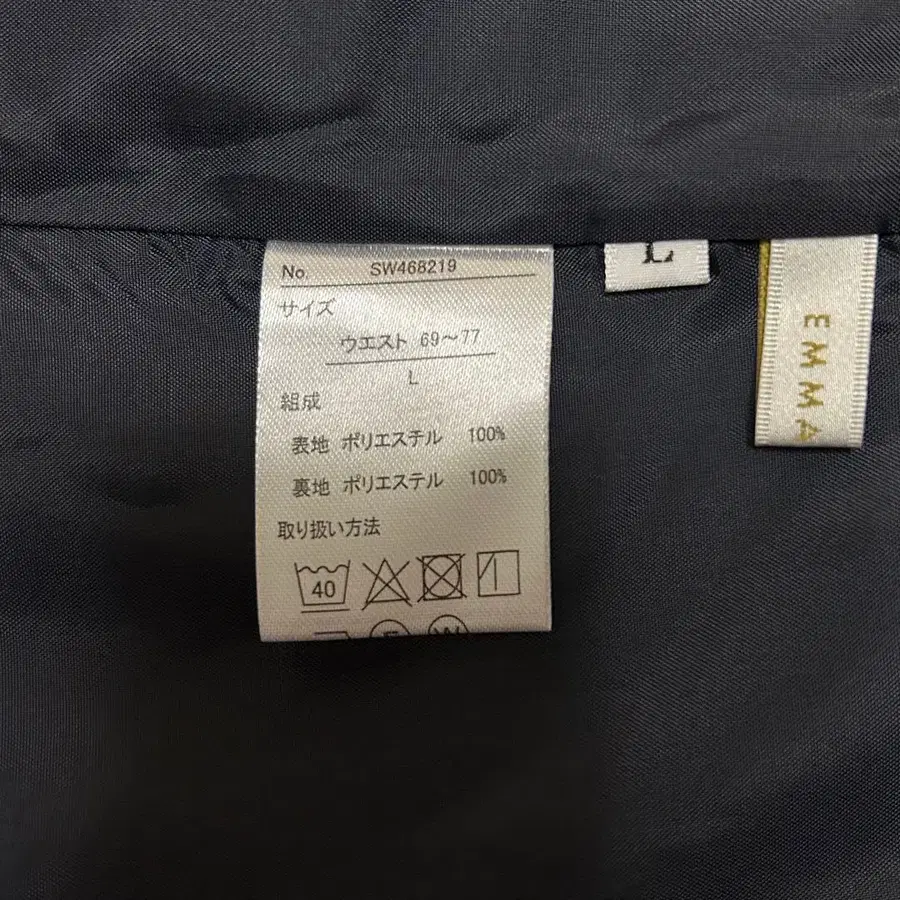 No. SW468219
サイズ
ウエスト 69～77
L
組成
表地 ポリエステル 100%
裏地 ポリエステル 100%
取り扱い方法
40
L
EMMA